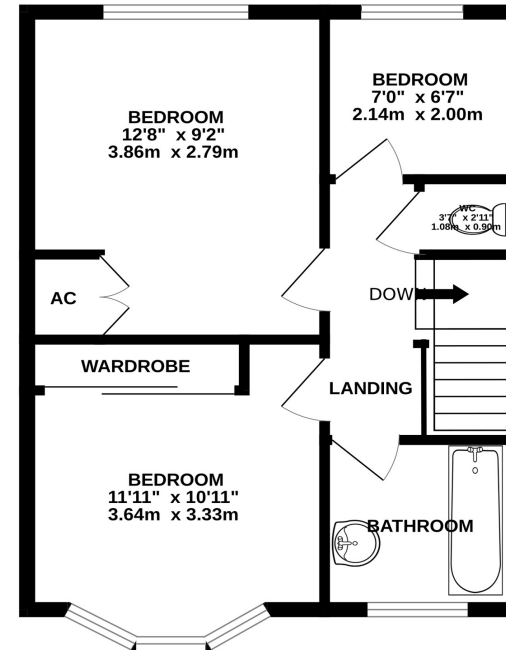 BEDROOM
12'8" x 9'2"
3.86m x 2.79m
BEDROOM
7'0" x 6'7"
2.14m x 2.00m
WC
3'7" x 2'11"
1.08m x 0.90m
AC
DOWN
WARDROBE
LANDING
BEDROOM
11'11" x 10'11"
3.64m x 3.33m
BATHROOM